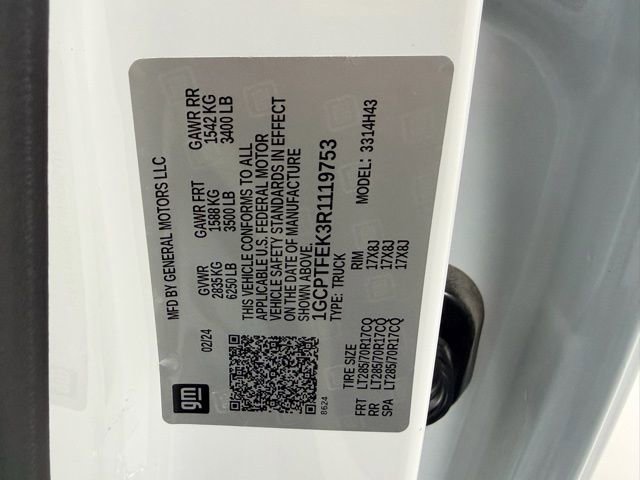 MFD BY GENERAL MOTORS LLC
02/24
GVWR
2835 KG
6250 LB
GAWR FRT
1588 KG
3500 LB
GAWR RR
1542 KG
3400 LB
gm
THIS VEHICLE CONFORMS TO ALL
APPLICABLE U.S. FEDERAL MOTOR
VEHICLE SAFETY STANDARDS IN EFFECT
ON THE DATE OF MANUFACTURE
SHOWN ABOVE.
1GCPTFEK3R1119753
8624
TYPE: TRUCK
MODEL: 3314H43
TIRE SIZE RIM
FRT LT285/70R17CQ 17X8J
RR LT285/70R17CQ 17X8J
SPA LT285/70R17CQ 17X8J